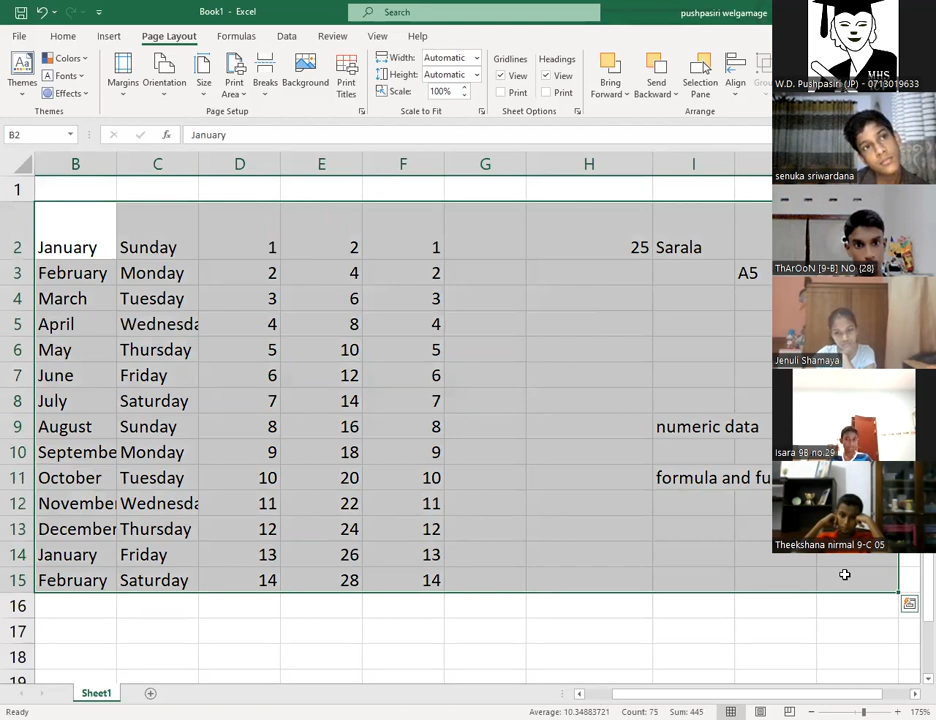 Book1 - Excel
Search
pushpasiri welgamage
File Home Insert Page Layout Formulas Data Review View Help
Themes
Colors
Fonts
Effects
Margins
Orientation
Size
Print Area
Breaks
Background
Print Titles
Width: Automatic
Height: Automatic
Scale: 100%
Gridlines
View
Print
Headings
View
Print
Bring Forward
Send Backward
Selection Pane
Align
Themes
Page Setup
Scale to Fit
Sheet Options
Arrange
B2
fx
January
B C D E F G H I
1
2 January Sunday 1 2 1 25 Sarala
3 February Monday 2 4 2 A5
4 March Tuesday 3 6 3
5 April Wednesda 4 8 4
6 May Thursday 5 10 5
7 June Friday 6 12 6
8 July Saturday 7 14 7
9 August Sunday 8 16 8 numeric data
10 Septembe Monday 9 18 9
11 October Tuesday 10 20 10 formula and fu
12 November Wednesda 11 22 11
13 December Thursday 12 24 12
14 January Friday 13 26 13
15 February Saturday 14 28 14
16
17
18
19
Sheet1
Ready
Average: 10.34883721 Count: 75 Sum: 445
175%
MHS
W.D. Pushpasiri (JP) - 0713019633
senuka sriwardana
ThArOoN [9-B] NO (28)
Jenuli Shamaya
Isara 9B no.29
Theekshana nirmal 9-C 05